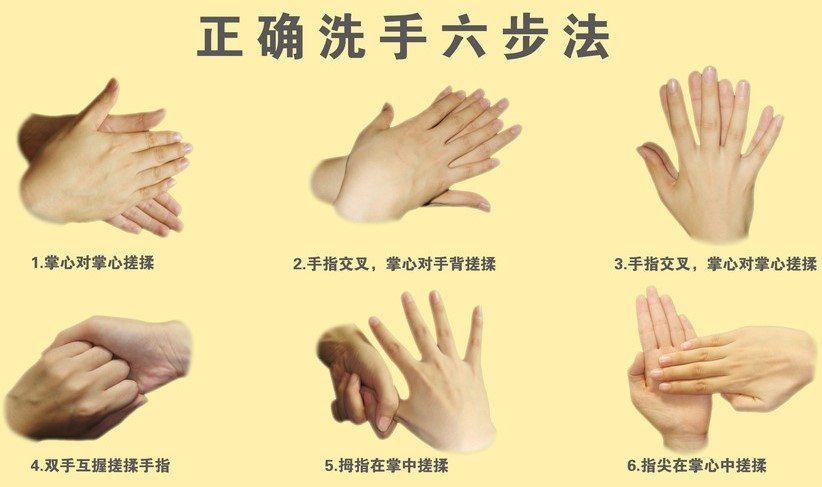 正确洗手六步法
1.掌心对掌心搓揉
2.手指交叉，掌心对手背搓揉
3.手指交叉，掌心对掌心搓揉
4.双手互握搓揉手指
5.拇指在掌中搓揉
6.指尖在掌心中搓揉